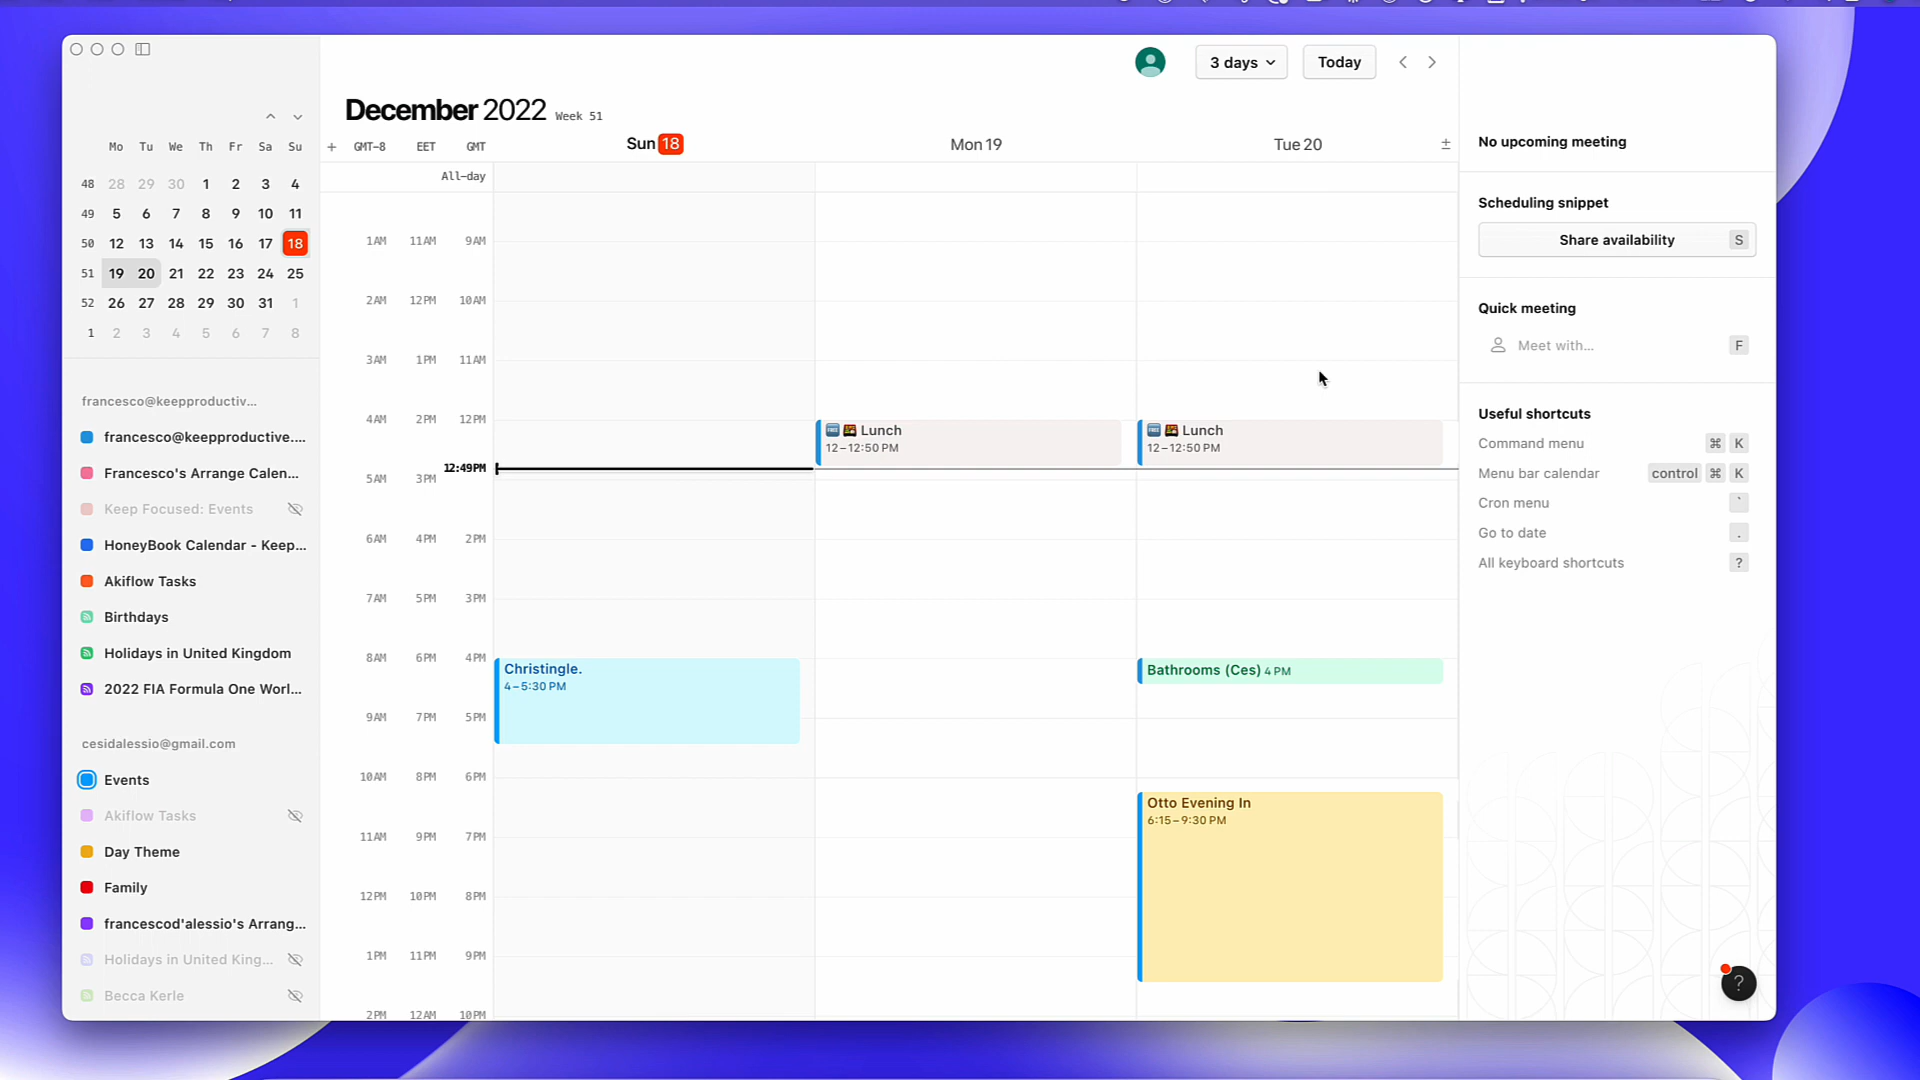 3 days
Today
December 2022 Week 51
Mo Tu We Th Fr Sa Su
48 28 29 30 1 2 3 4
49 5 6 7 8 9 10 11
50 12 13 14 15 16 17 18
51 19 20 21 22 23 24 25
52 26 27 28 29 30 31 1
1 2 3 4 5 6 7 8
francesco@keepproductiv...
francesco@keepproductive....
Francesco's Arrange Calen...
Keep Focused: Events
HoneyBook Calendar - Keep...
Akiflow Tasks
Birthdays
Holidays in United Kingdom
2022 FIA Formula One Worl...
cesidalessio@gmail.com
Events
Akiflow Tasks
Day Theme
Family
francescod'alessio's Arrang...
Holidays in United King...
Becca Kerle
+ GMT-8 EET GMT Sun 18 Mon 19 Tue 20 ±
All-day
1AM 11AM 9AM
2AM 12PM 10AM
3AM 1PM 11AM
4AM 2PM 12PM
12:49PM
5AM 3PM
6AM 4PM 2PM
7AM 5PM 3PM
8AM 6PM 4PM
9AM 7PM 5PM
10AM 8PM 6PM
11AM 9PM 7PM
12PM 10PM 8PM
1PM 11PM 9PM
2PM 12AM 10PM
Christingle.
4–5:30 PM
FREE Lunch
12–12:50 PM
FREE Lunch
12–12:50 PM
Bathrooms (Ces) 4 PM
Otto Evening In
6:15–9:30 PM
No upcoming meeting
Scheduling snippet
Share availability S
Quick meeting
Meet with... F
Useful shortcuts
Command menu ⌘ K
Menu bar calendar control ⌘ K
Cron menu `
Go to date .
All keyboard shortcuts ?
?